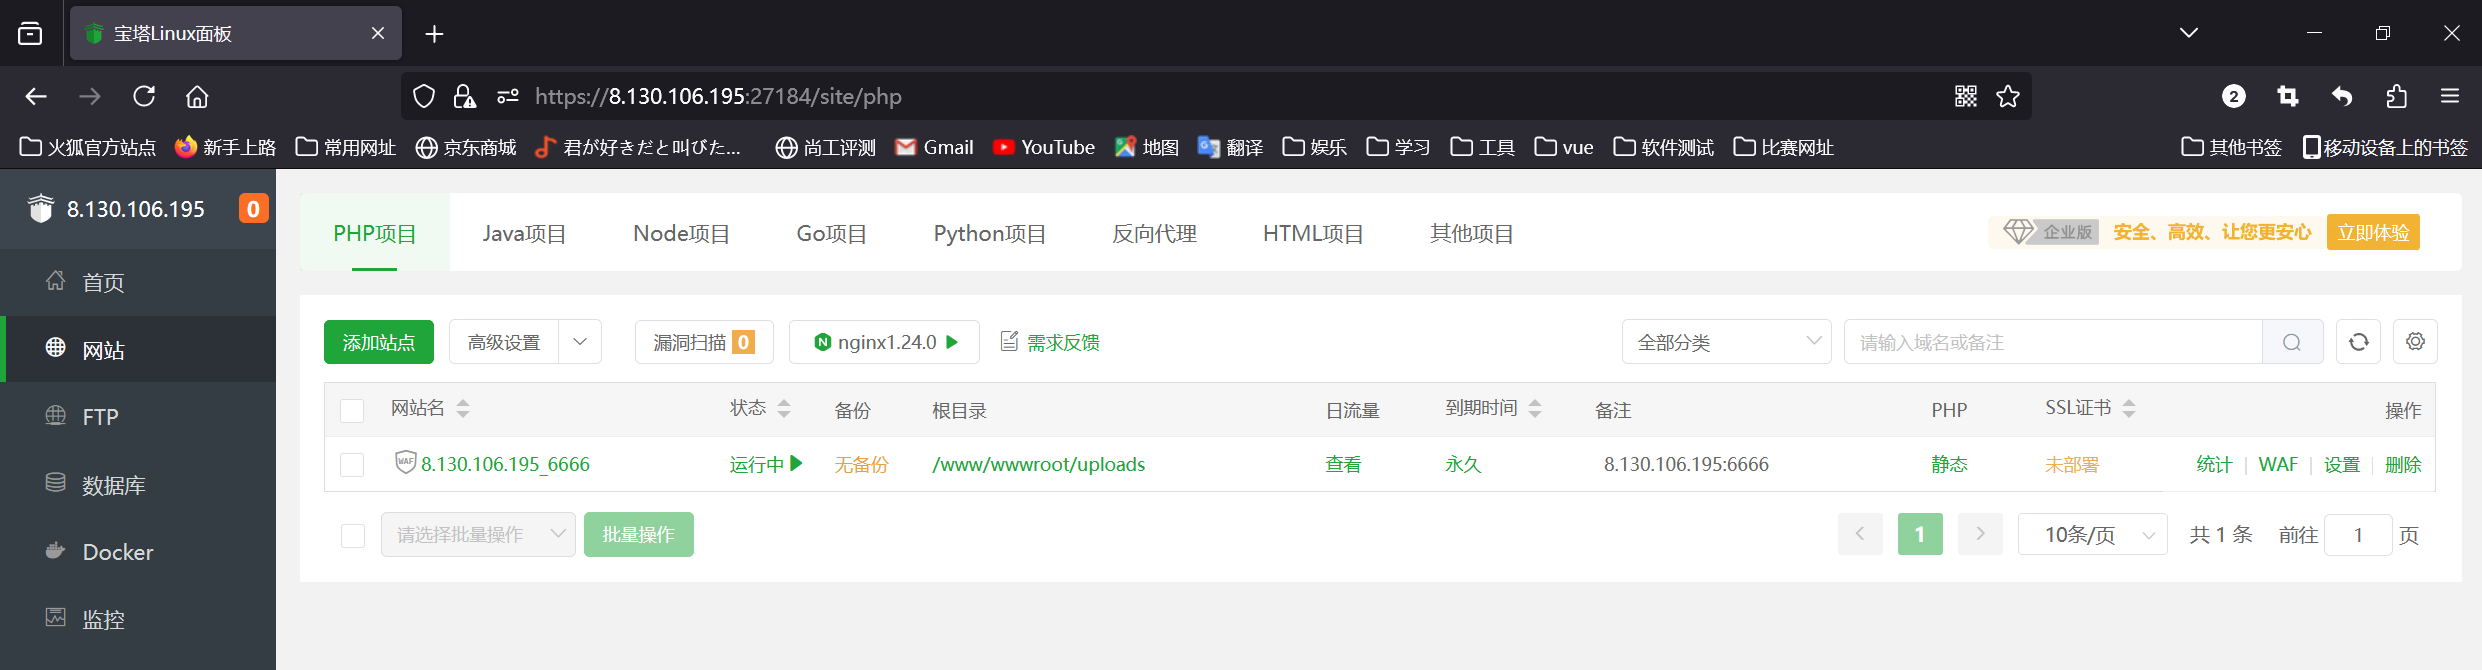 宝塔Linux面板
https://8.130.106.195:27184/site/php
2
火狐官方站点 新手上路 常用网址 京东商城 君が好きだと叫びた... 尚工评测 Gmail YouTube 地图 翻译 娱乐 学习 工具 vue 软件测试 比赛网址 其他书签 移动设备上的书签
8.130.106.195 0
首页
网站
FTP
数据库
Docker
监控
PHP项目 Java项目 Node项目 Go项目 Python项目 反向代理 HTML项目 其他项目 企业版 安全、高效、让您更安心 立即体验
添加站点 高级设置 漏洞扫描 0 nginx1.24.0 需求反馈 全部分类 请输入域名或备注
网站名 状态 备份 根目录 日流量 到期时间 备注 PHP SSL证书 操作
WAF 8.130.106.195_6666 运行中 无备份 /www/wwwroot/uploads 查看 永久 8.130.106.195:6666 静态 未部署 统计 | WAF | 设置 | 删除
请选择批量操作 批量操作 1 10条/页 共 1 条 前往 1 页